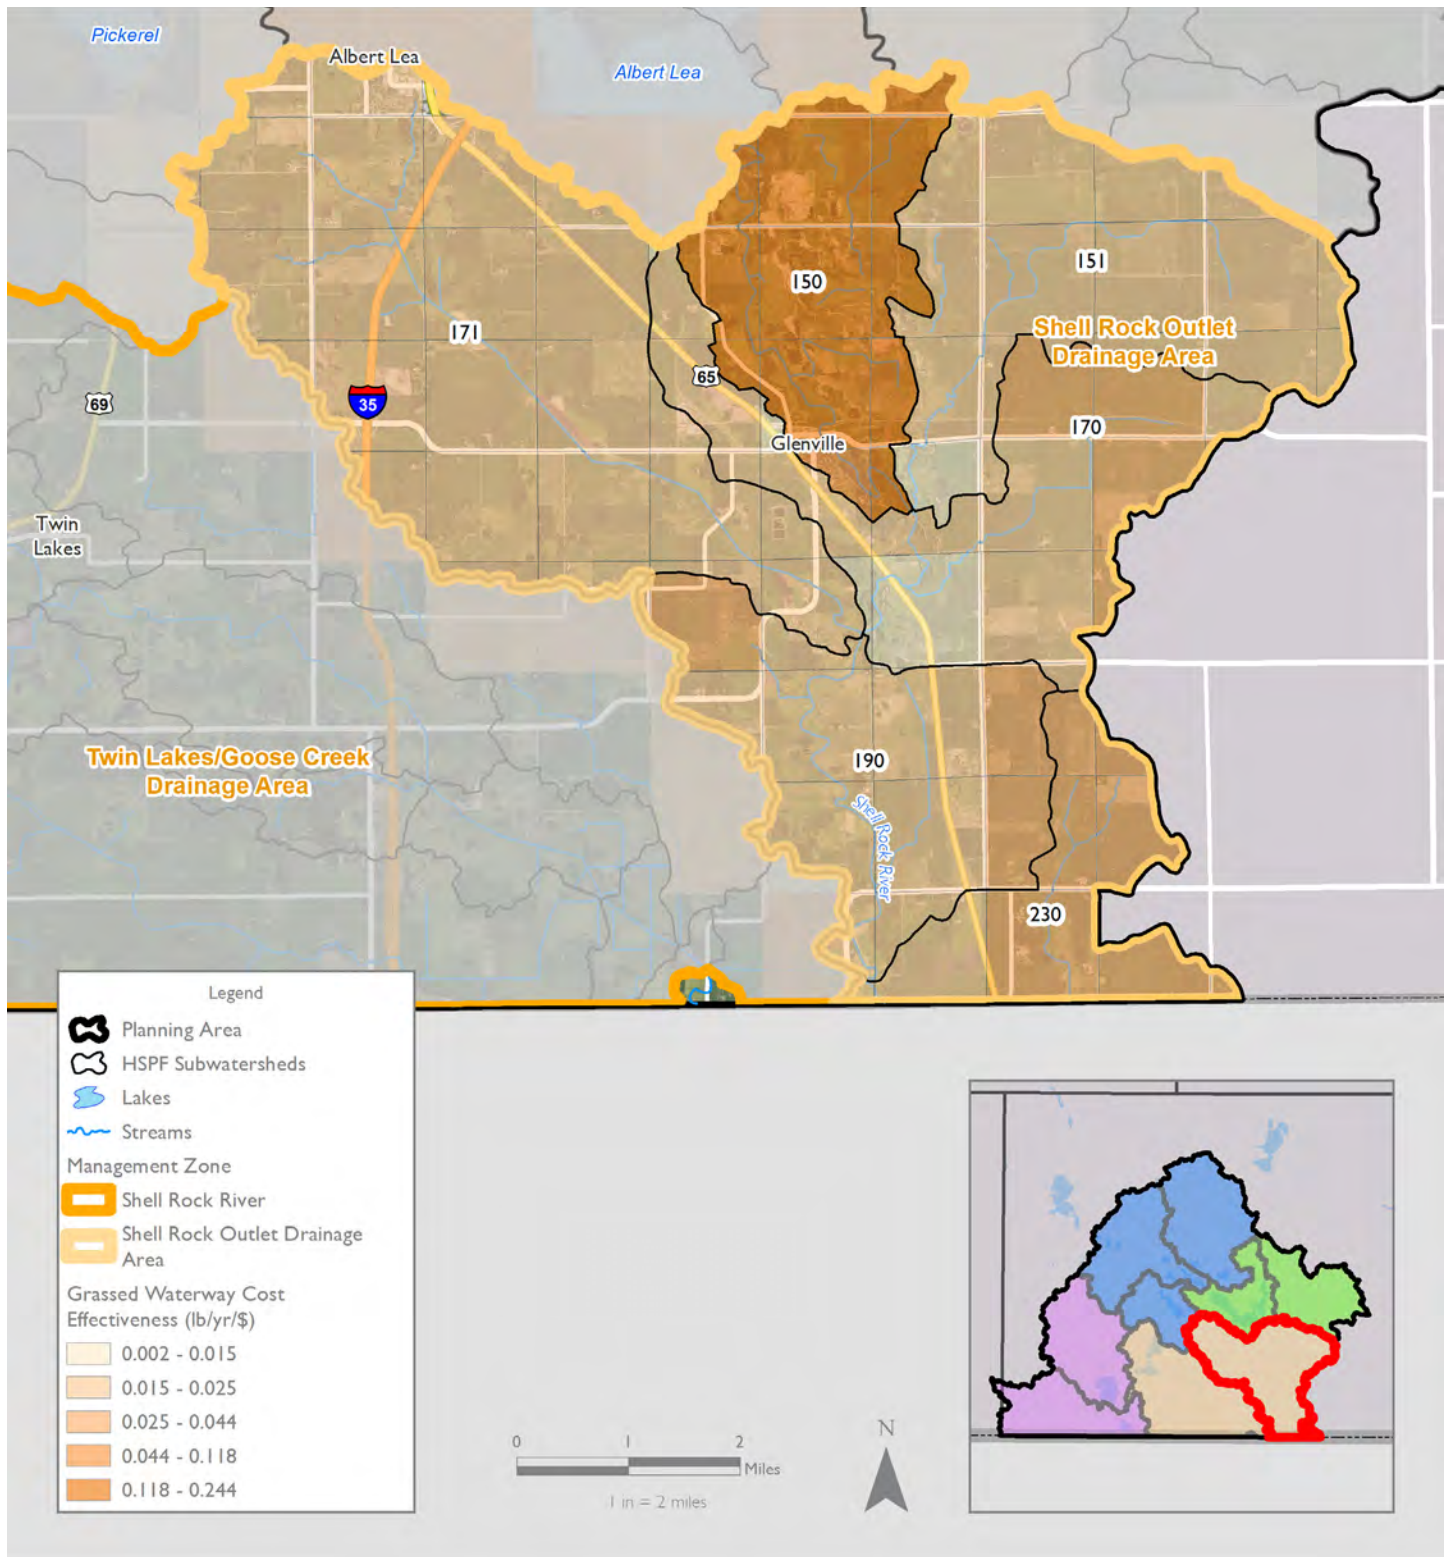 Pickerel
Albert Lea
Albert Lea
150
151
Shell Rock Outlet
Drainage Area
171
65
69
35
170
Glenville
Twin
Lakes
Twin Lakes/Goose Creek
Drainage Area
190
Shell Rock River
230
Legend
Planning Area
HSPF Subwatersheds
Lakes
Streams
Management Zone
Shell Rock River
Shell Rock Outlet Drainage
Area
Grassed Waterway Cost
Effectiveness (lb/yr/$)
0.002 - 0.015
0.015 - 0.025
0.025 - 0.044
0.044 - 0.118
0.118 - 0.244
0 1 2
Miles
1 in = 2 miles
N